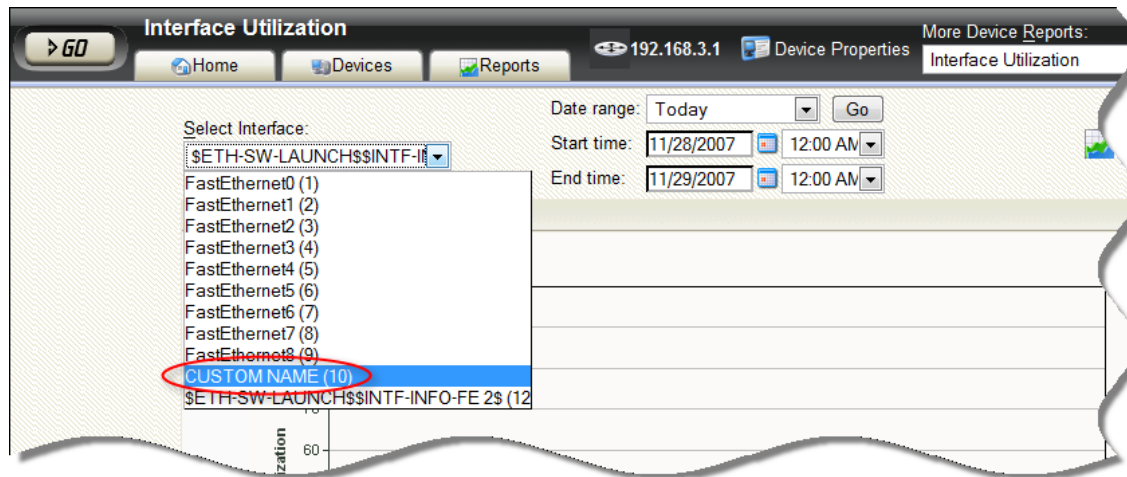 GO
Interface Utilization
Home
Devices
Reports
192.168.3.1
Device Properties
More Device Reports:
Interface Utilization
Select Interface:
$ETH-SW-LAUNCH$$INTF-I
Date range: Today
Go
Start time: 11/28/2007 12:00 AM
End time: 11/29/2007 12:00 AM
FastEthernet0 (1)
FastEthernet1 (2)
FastEthernet2 (3)
FastEthernet3 (4)
FastEthernet4 (5)
FastEthernet5 (6)
FastEthernet6 (7)
FastEthernet7 (8)
FastEthernet8 (9)
CUSTOM NAME (10)
$ETH-SW-LAUNCH$$INTF-INFO-FE 2$ (12
70
60
ization